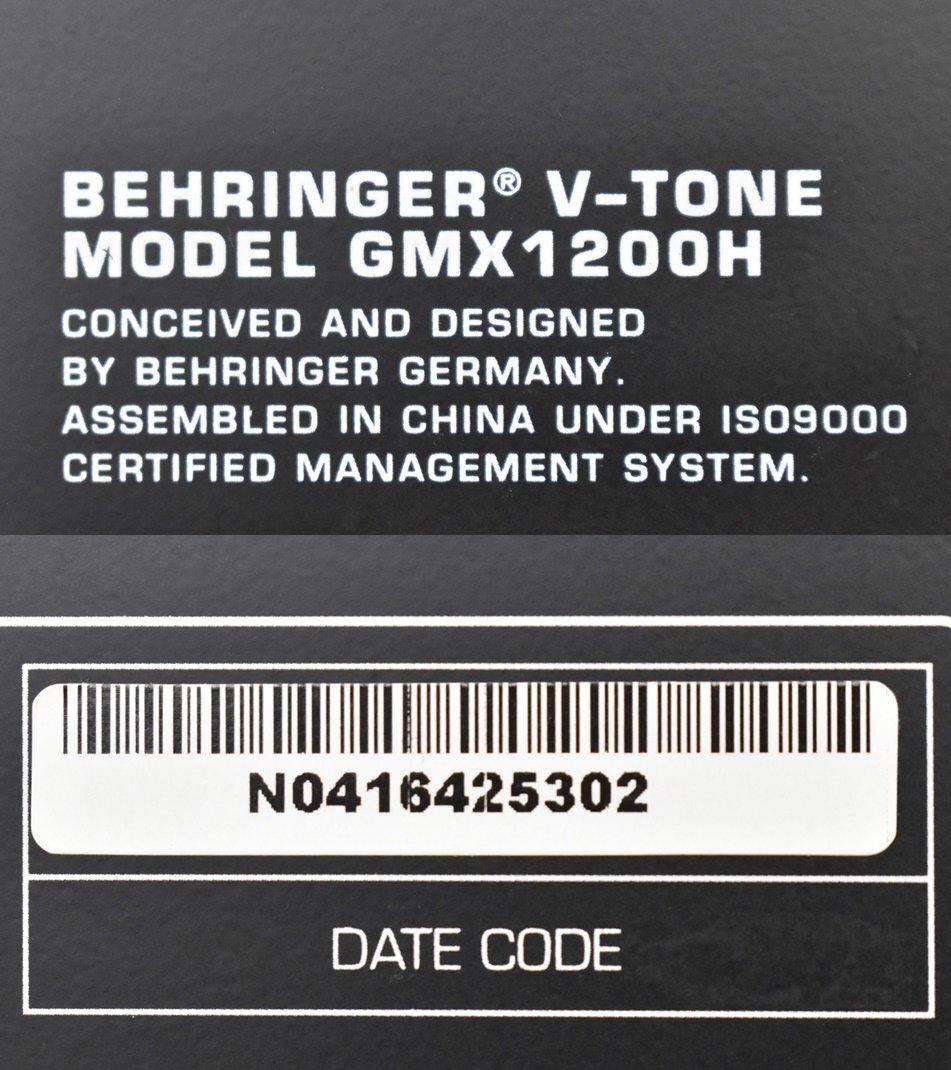 BEHRINGER® V-TONE
MODEL GMX1200H
CONCEIVED AND DESIGNED
BY BEHRINGER GERMANY.
ASSEMBLED IN CHINA UNDER ISO9000
CERTIFIED MANAGEMENT SYSTEM.
N0416425302
DATE CODE